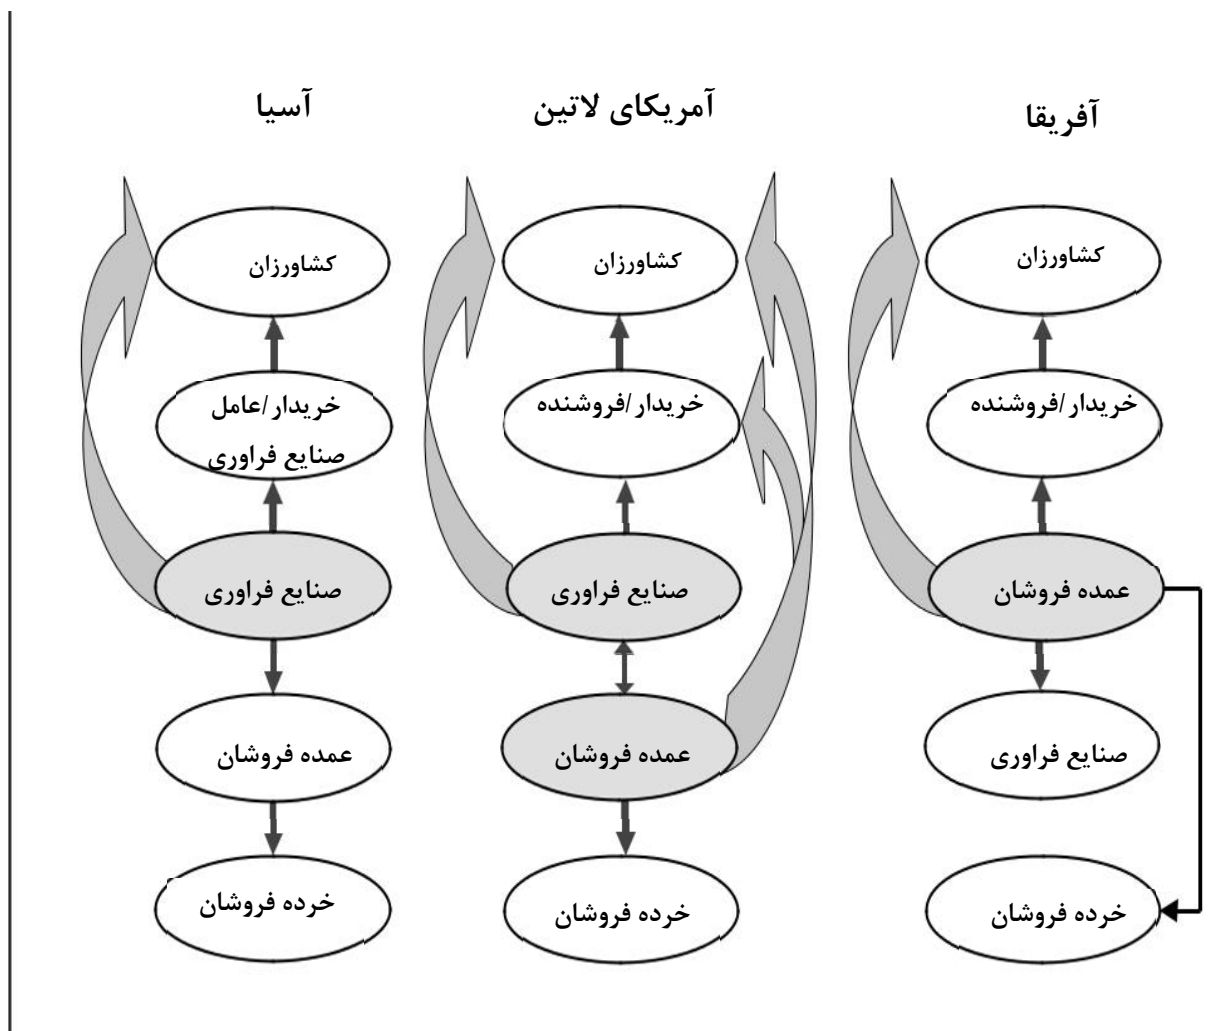 آفریقا
کشاورزان
خریدار/فروشنده
عمده فروشان
صنایع فراوری
خرده فروشان
آمریکای لاتین
کشاورزان
خریدار/فروشنده
صنایع فراوری
عمده فروشان
خرده فروشان
آسیا
کشاورزان
خریدار/عامل
صنایع فراوری
صنایع فراوری
عمده فروشان
خرده فروشان